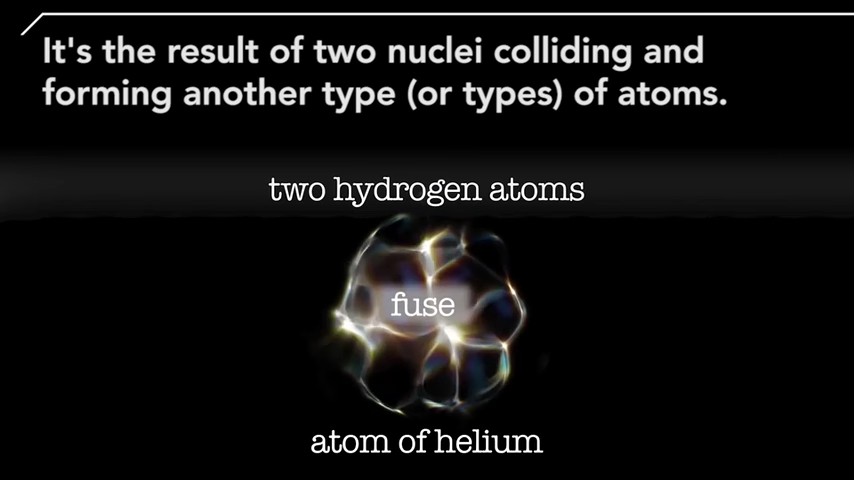 It's the result of two nuclei colliding and
forming another type (or types) of atoms.
two hydrogen atoms
fuse
atom of helium